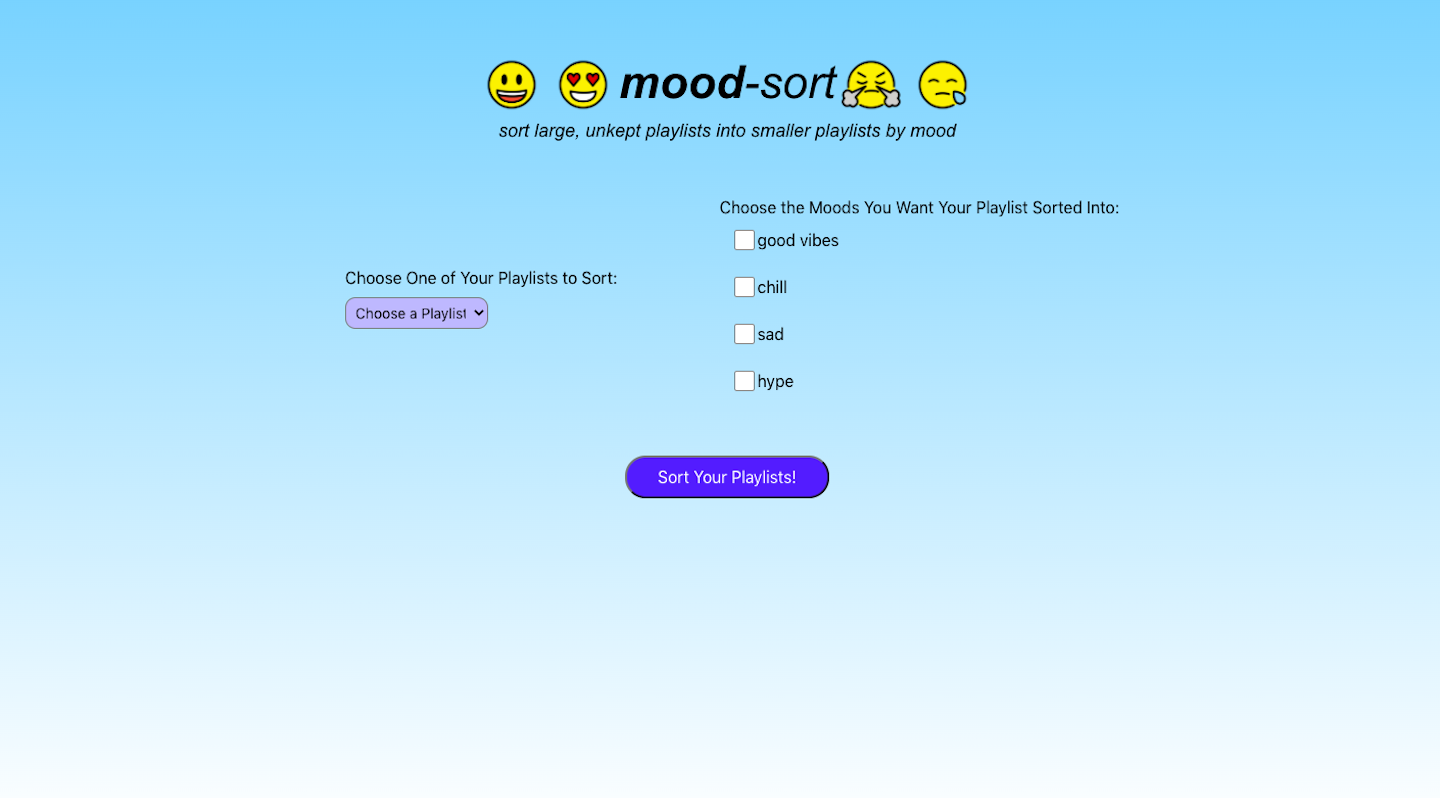 mood-sort
sort large, unkept playlists into smaller playlists by mood
Choose One of Your Playlists to Sort:
Choose a Playlist
Choose the Moods You Want Your Playlist Sorted Into:
good vibes
chill
sad
hype
Sort Your Playlists!